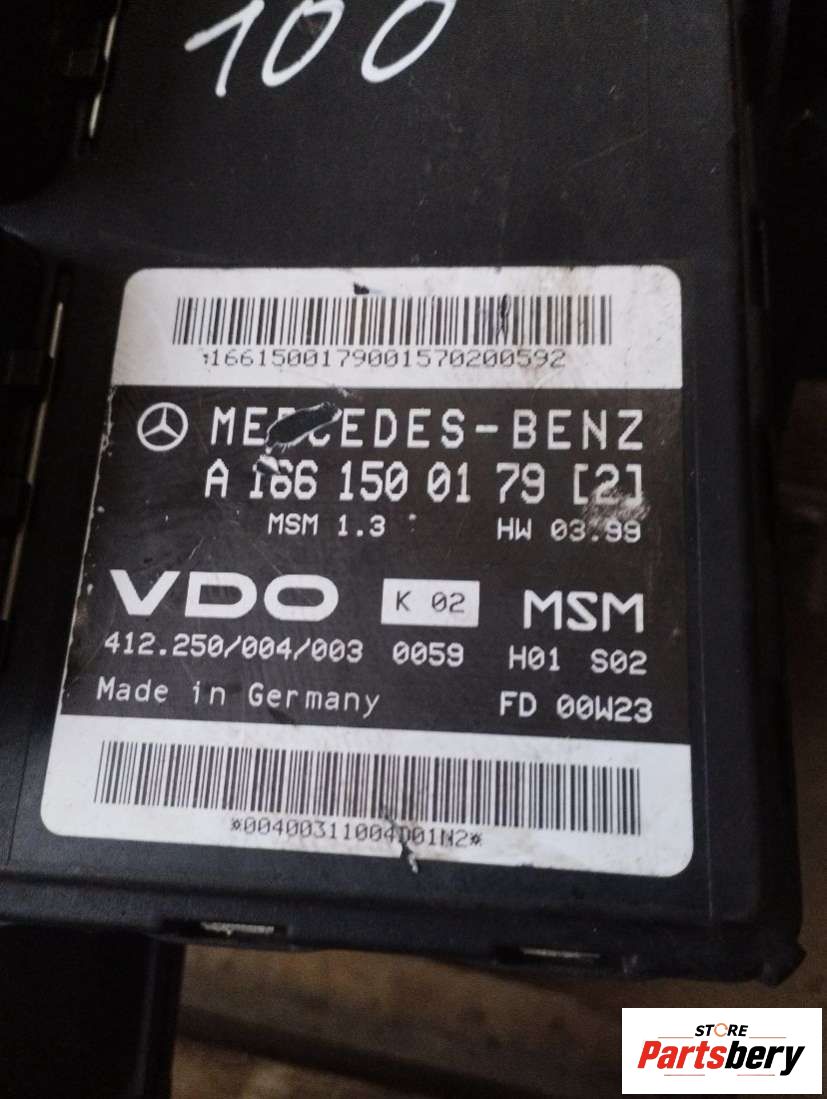 100
*1661500179001570200592
MERCEDES-BENZ
A 166 150 01 79 [2]
MSM 1.3 HW 03.99
VDO K 02 MSM
412.250/004/003 0059 H01 S02
Made in Germany FD 00W23
*00400311004D01N2*
STORE
Partsbery